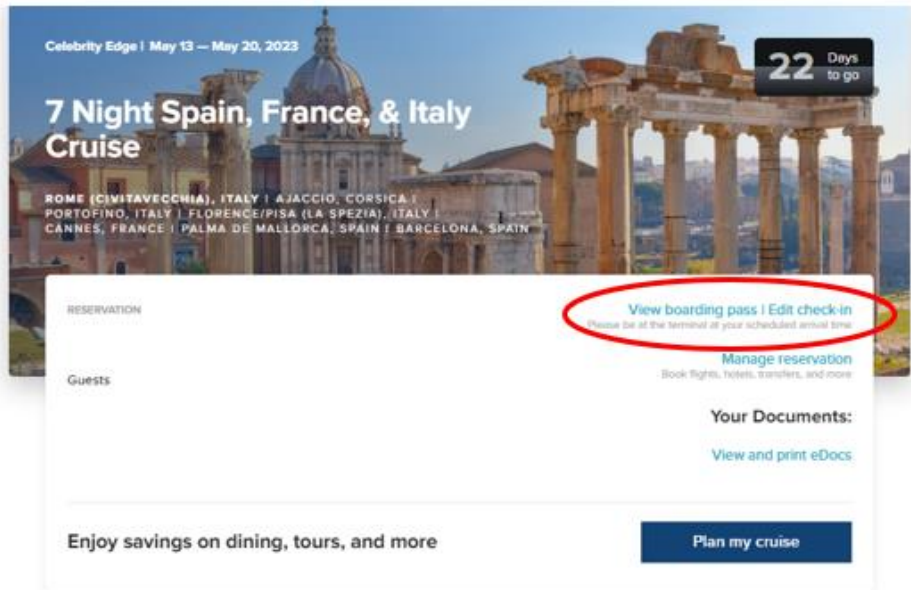 Celebrity Edge | May 13 — May 20, 2023
22 Days
to go
7 Night Spain, France, & Italy
Cruise
ROME (CIVITAVECCHIA), ITALY | AJACCIO, CORSICA |
PORTOFINO, ITALY | FLORENCE/PISA (LA SPEZIA), ITALY |
CANNES, FRANCE | PALMA DE MALLORCA, SPAIN | BARCELONA, SPAIN
RESERVATION
View boarding pass | Edit check-in
Please be at the terminal at your scheduled arrival time
Manage reservation
Book flights, hotels, transfers, and more
Guests
Your Documents:
View and print eDocs
Enjoy savings on dining, tours, and more
Plan my cruise